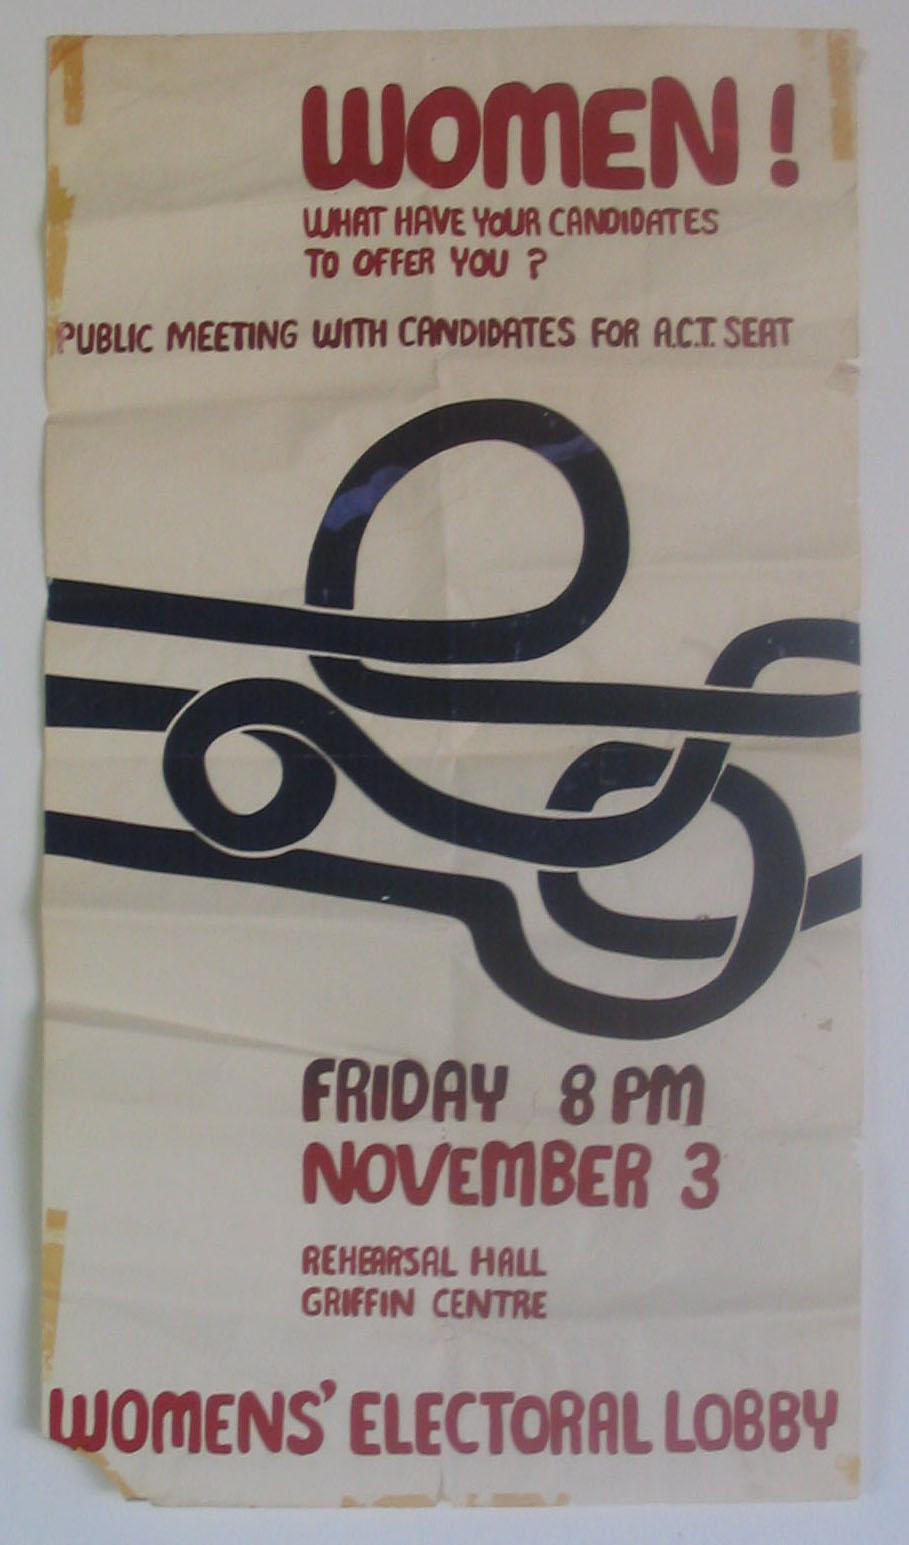 WOMEN!
WHAT HAVE YOUR CANDIDATES
TO OFFER YOU ?
PUBLIC MEETING WITH CANDIDATES FOR A.C.T. SEAT
FRIDAY 8 PM
NOVEMBER 3
REHEARSAL HALL
GRIFFIN CENTRE
WOMENS' ELECTORAL LOBBY